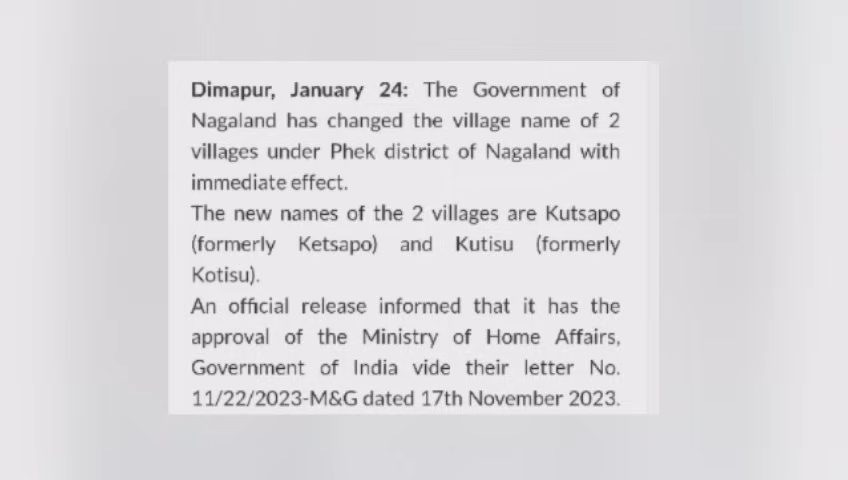 Dimapur, January 24: The Government of
Nagaland has changed the village name of 2
villages under Phek district of Nagaland with
immediate effect.
The new names of the 2 villages are Kutsapo
(formerly Ketsapo) and Kutisu (formerly
Kotisu).
An official release informed that it has the
approval of the Ministry of Home Affairs,
Government of India vide their letter No.
11/22/2023-M&G dated 17th November 2023.